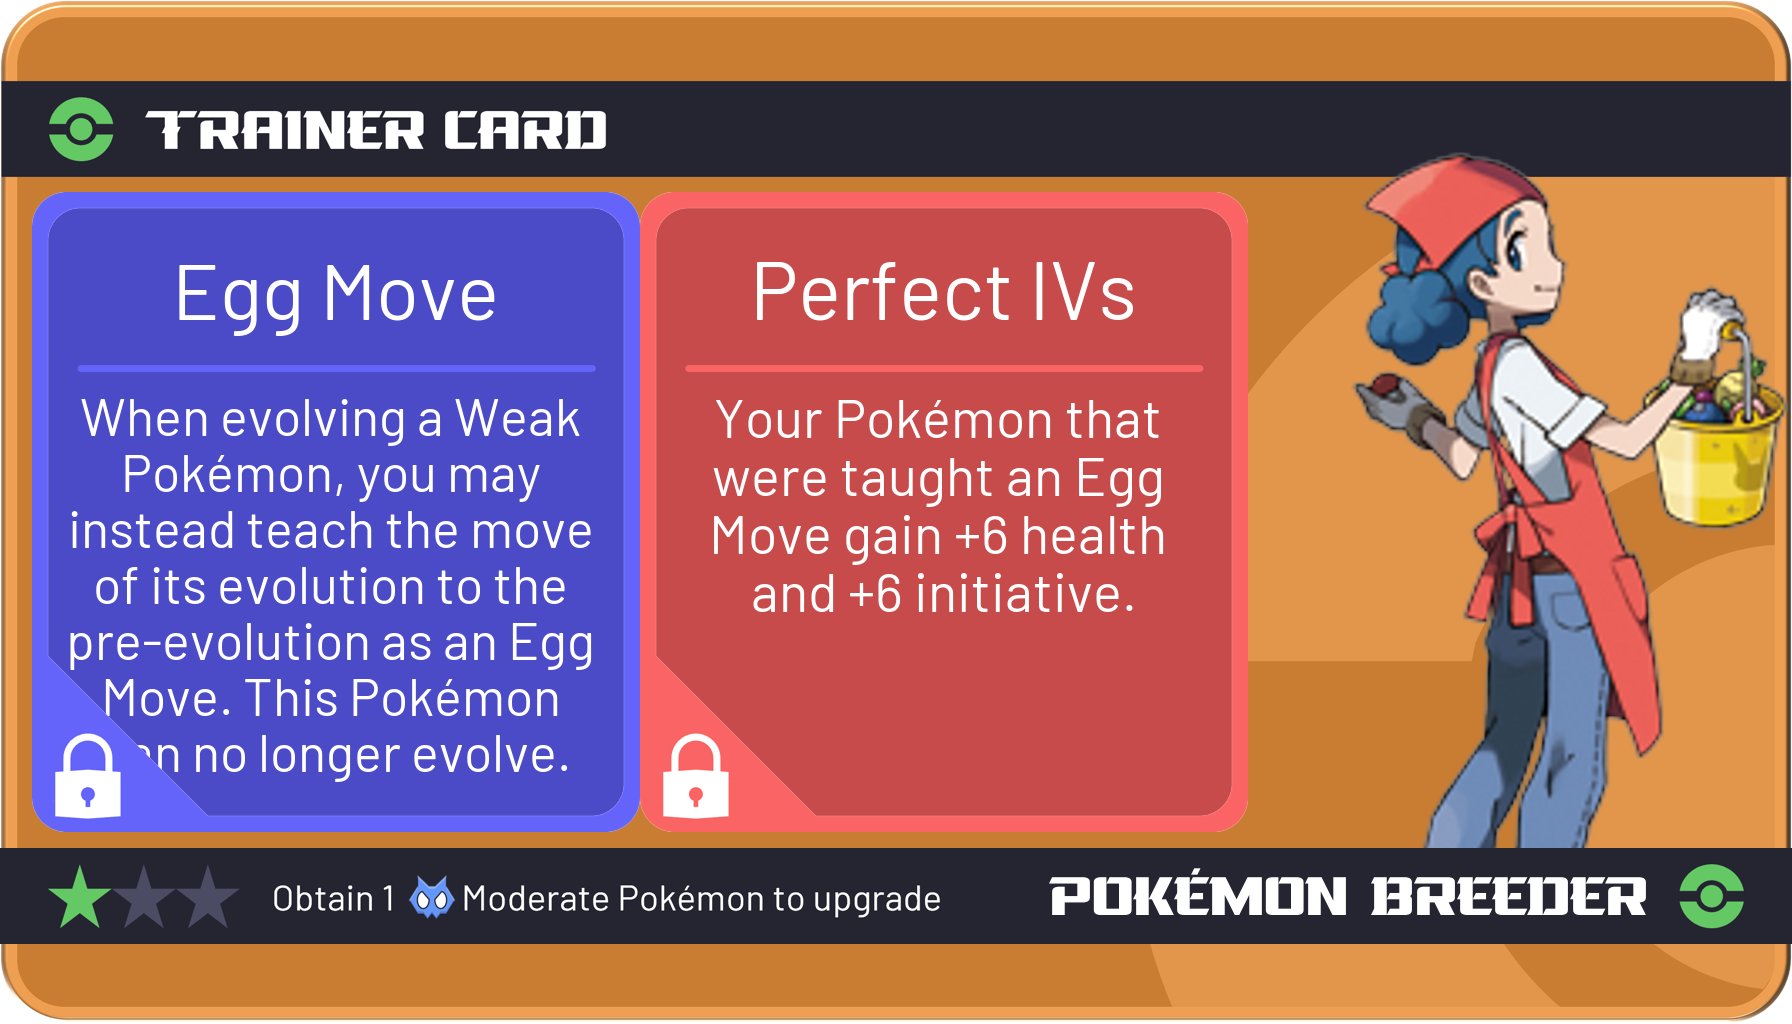 TRAINER CARD
Egg Move
When evolving a Weak
Pokémon, you may
instead teach the move
of its evolution to the
pre-evolution as an Egg
Move. This Pokémon
no longer evolve.
Perfect IVs
Your Pokémon that
were taught an Egg
Move gain +6 health
and +6 initiative.
Obtain 1 Moderate Pokémon to upgrade
POKÉMON BREEDER